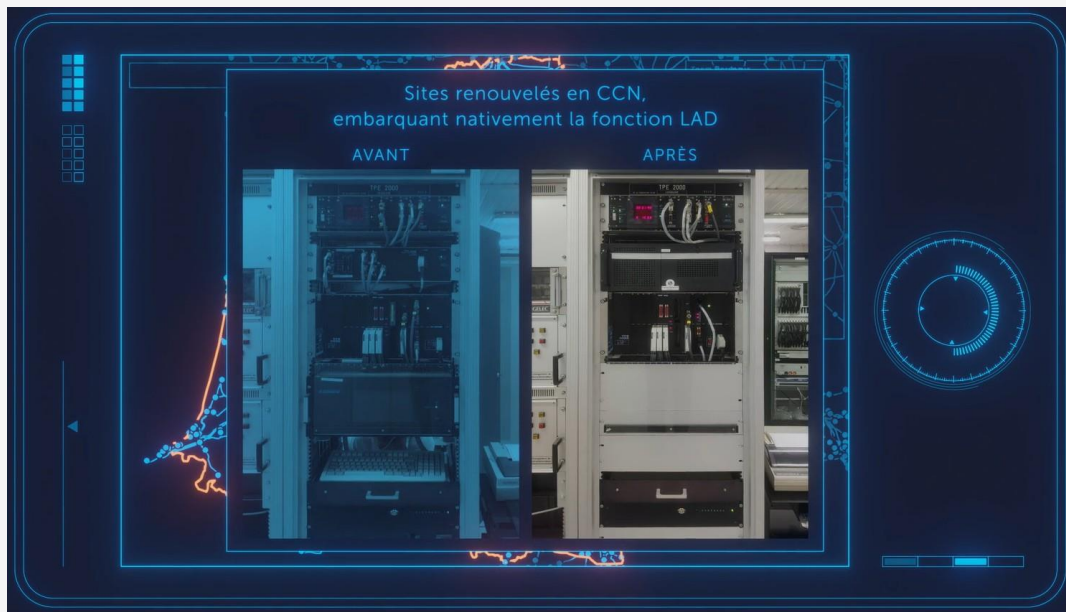 Sites renouvelés en CCN,
embarquant nativement la fonction LAD
AVANT
APRÈS
TPE 2000
TPE 2000